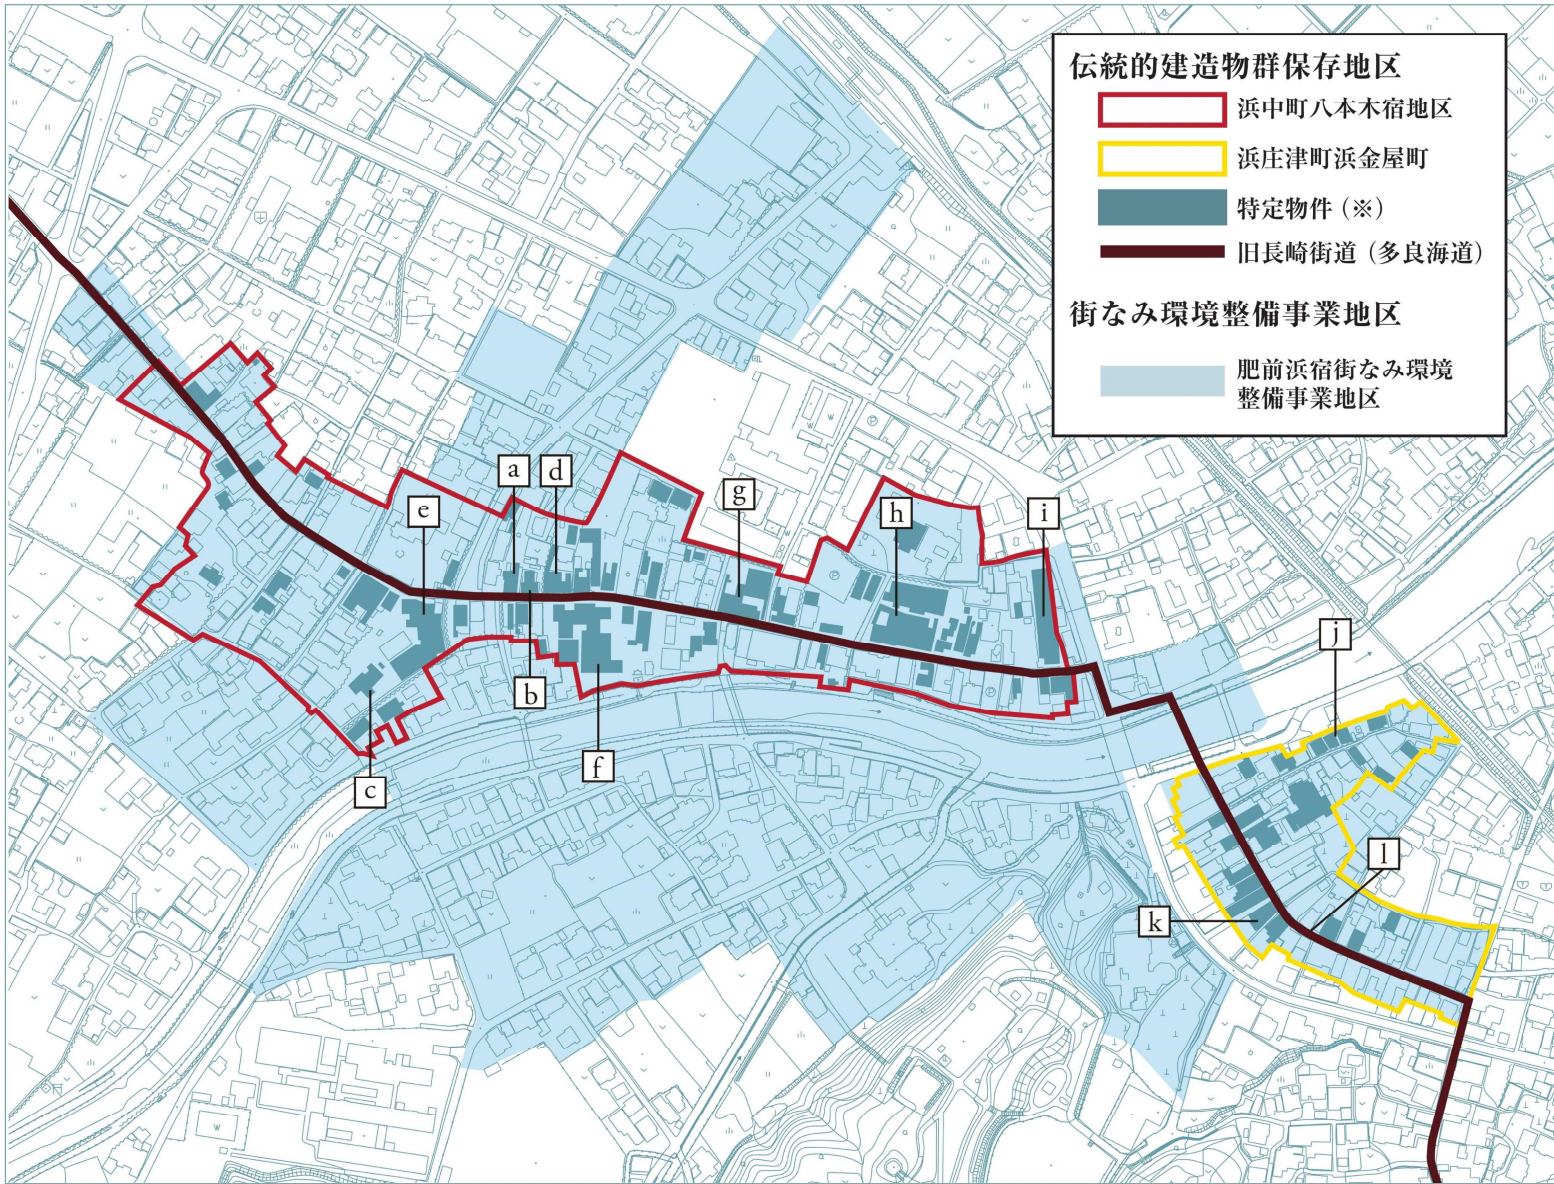 伝統的建造物群保存地区
浜中町八本木宿地区
浜庄津町浜金屋町
特定物件(※)
旧長崎街道(多良海道)
街なみ環境整備事業地区
肥前浜宿街なみ環境
整備事業地区
a
d
e
g
h
i
b
f
c
j
l
k